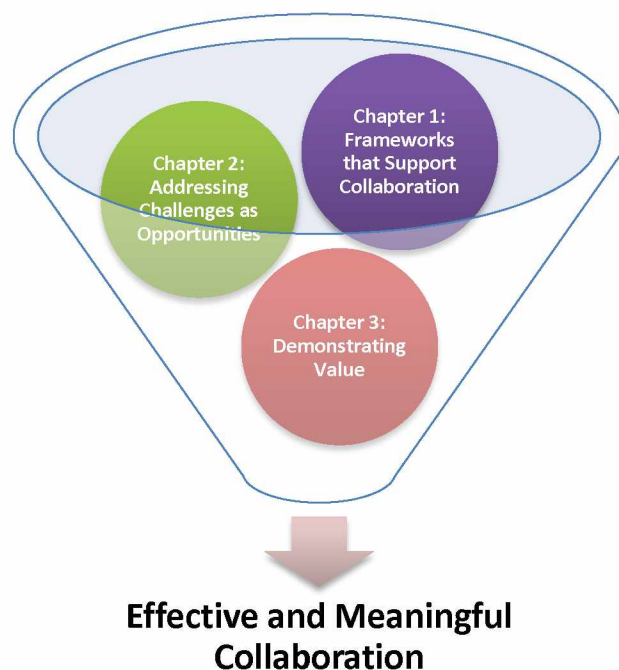 Chapter 1:
Frameworks
that Support
Collaboration
Chapter 2:
Addressing
Challenges as
Opportunities
Chapter 3:
Demonstrating
Value
Effective and Meaningful
Collaboration